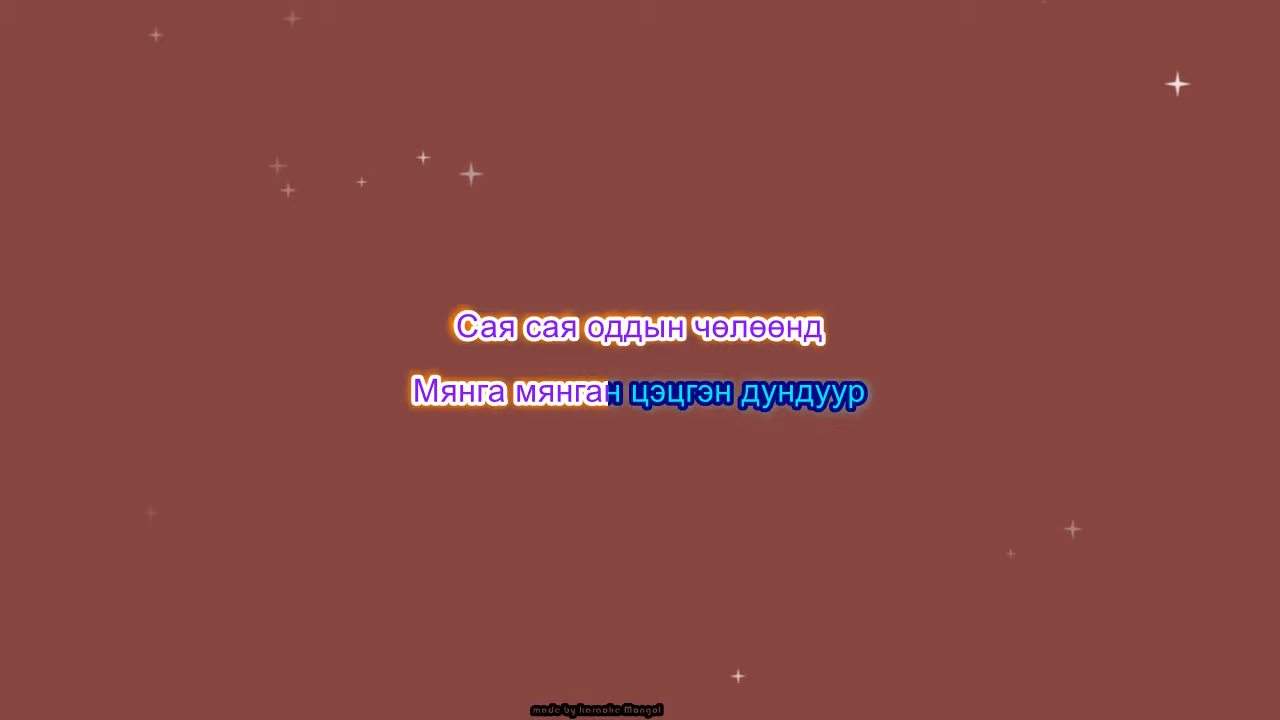 Сая сая оддын чөлөөнд
Мянга мянган цэцгэн дундуур
made by karaoke Mongol